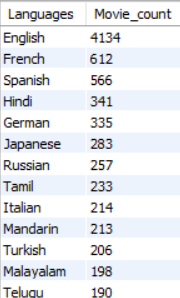 Languages Movie_count
English 4134
French 612
Spanish 566
Hindi 341
German 335
Japanese 283
Russian 257
Tamil 233
Italian 214
Mandarin 213
Turkish 206
Malayalam 198
Telugu 190